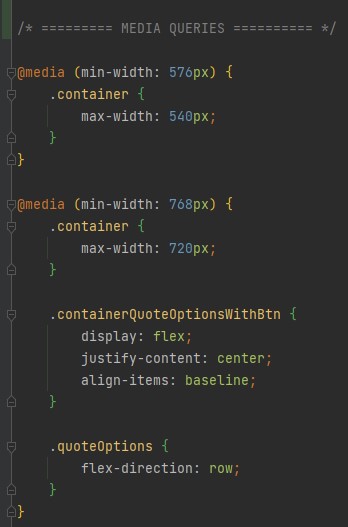 /* ========= MEDIA QUERIES ========== */
@media (min-width: 576px) {
.container {
max-width: 540px;
}
}
@media (min-width: 768px) {
.container {
max-width: 720px;
}
.containerQuoteOptionsWithBtn {
display: flex;
justify-content: center;
align-items: baseline;
}
.quoteOptions {
flex-direction: row;
}
}